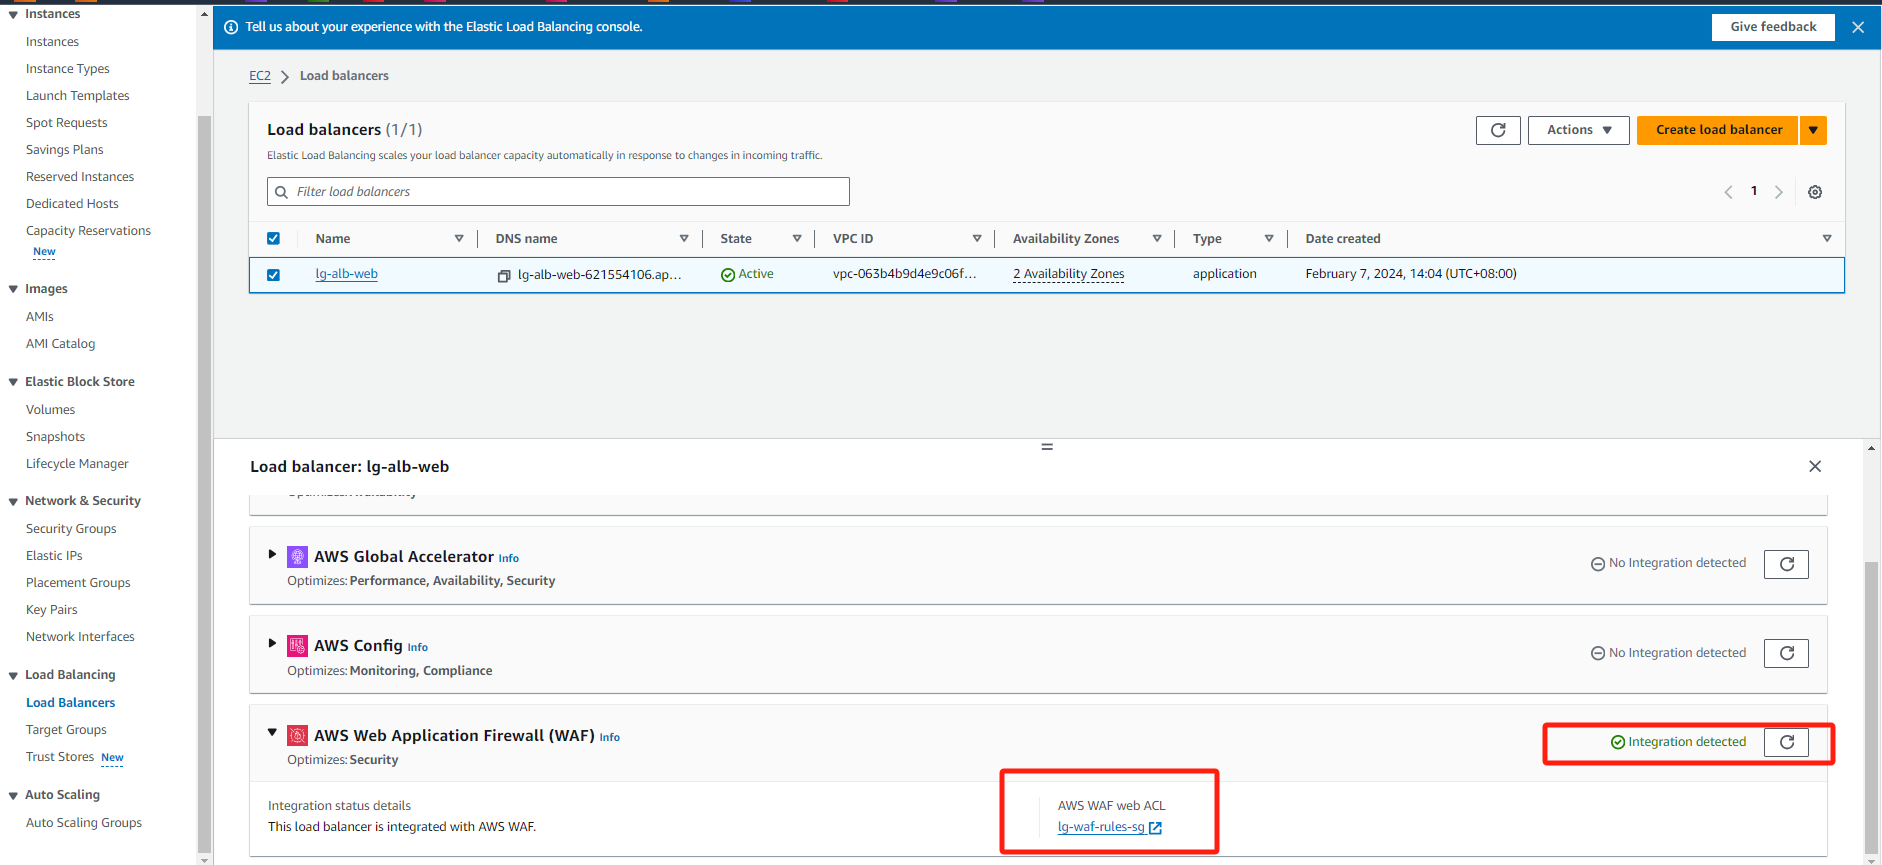 Instances
Instances
Instance Types
Launch Templates
Spot Requests
Savings Plans
Reserved Instances
Dedicated Hosts
Capacity Reservations
New
Images
AMIs
AMI Catalog
Elastic Block Store
Volumes
Snapshots
Lifecycle Manager
Network & Security
Security Groups
Elastic IPs
Placement Groups
Key Pairs
Network Interfaces
Load Balancing
Load Balancers
Target Groups
Trust Stores New
Auto Scaling
Auto Scaling Groups
Tell us about your experience with the Elastic Load Balancing console.
Give feedback
EC2 Load balancers
Load balancers (1/1)
Actions
Create load balancer
Elastic Load Balancing scales your load balancer capacity automatically in response to changes in incoming traffic.
Filter load balancers
1
Name DNS name State VPC ID Availability Zones Type Date created
lg-alb-web lg-alb-web-621554106.ap... Active vpc-063b4b9d4e9c06f... 2 Availability Zones application February 7, 2024, 14:04 (UTC+08:00)
Load balancer: lg-alb-web
Optimizes: Availability
AWS Global Accelerator Info
Optimizes: Performance, Availability, Security
No Integration detected
AWS Config Info
Optimizes: Monitoring, Compliance
No Integration detected
AWS Web Application Firewall (WAF) Info
Optimizes: Security
Integration detected
Integration status details
This load balancer is integrated with AWS WAF.
AWS WAF web ACL
lg-waf-rules-sg